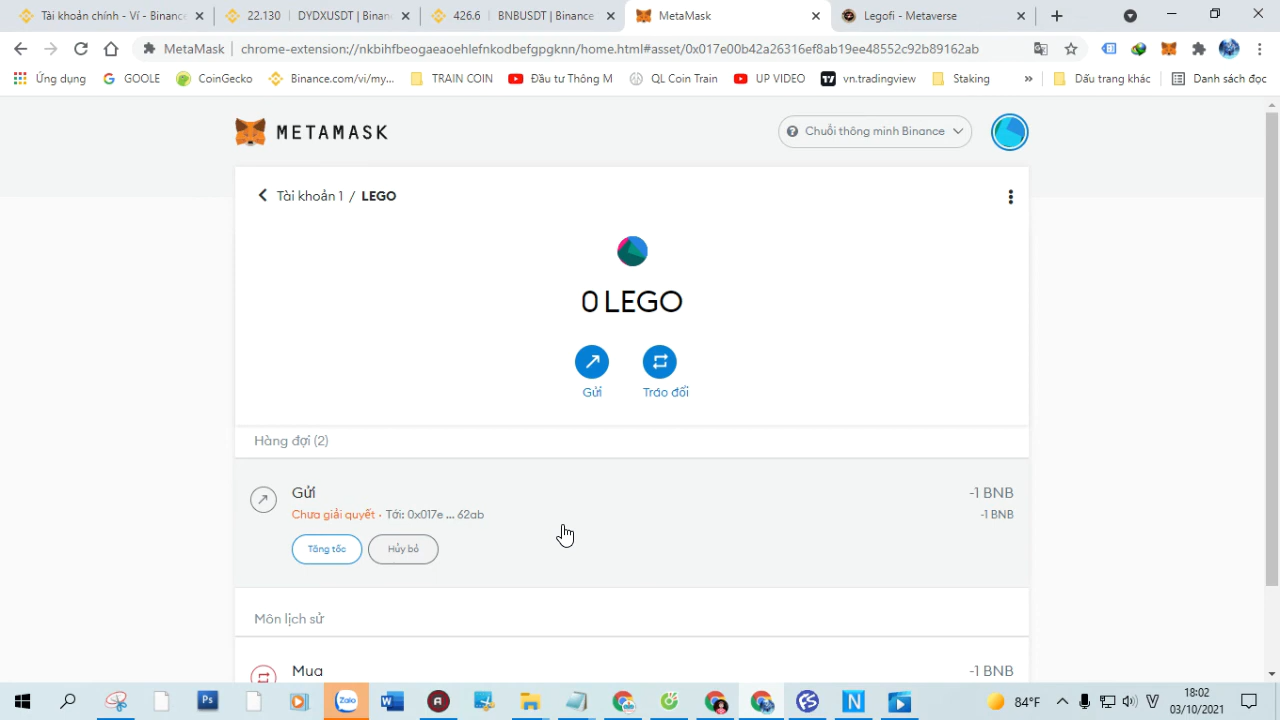 Tài khoản chính - Ví - Binanc
22.130 | DYDXUSDT | Binanc
426.6 | BNBUSDT | Binance
MetaMask
Legofi - Metaverse
MetaMask | chrome-extension://nkbihfbeogaeaoehlefnkodbefgpgknn/home.html#asset/0x017e00b42a26316ef8ab19ee48552c92b89162ab
Ứng dụng
GOOLE
CoinGecko
Binance.com/vi/my...
TRAIN COIN
Đầu tư Thông M
QL Coin Train
UP VIDEO
vn.tradingview
Staking
»
Dấu trang khác
Danh sách đọc
METAMASK
Chuỗi thông minh Binance
Tài khoản 1 / LEGO
0 LEGO
Gửi
Tráo đổi
Hàng đợi (2)
Gửi
-1 BNB
Chưa giải quyết · Tới: 0x017e ... 62ab
-1 BNB
Tăng tốc
Hủy bỏ
Môn lịch sử
Mua
-1 BNB
84°F
18:02
03/10/2021